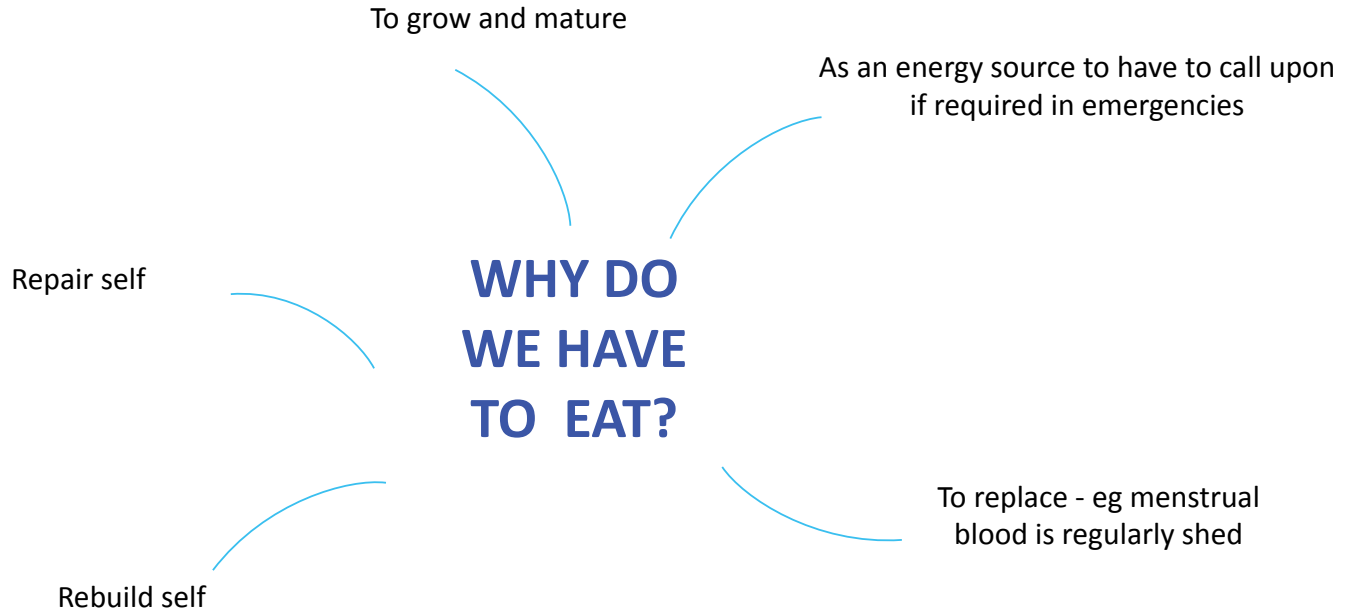 To grow and mature
As an energy source to have to call upon
if required in emergencies
Repair self
WHY DO
WE HAVE
TO EAT?
To replace - eg menstrual
blood is regularly shed
Rebuild self